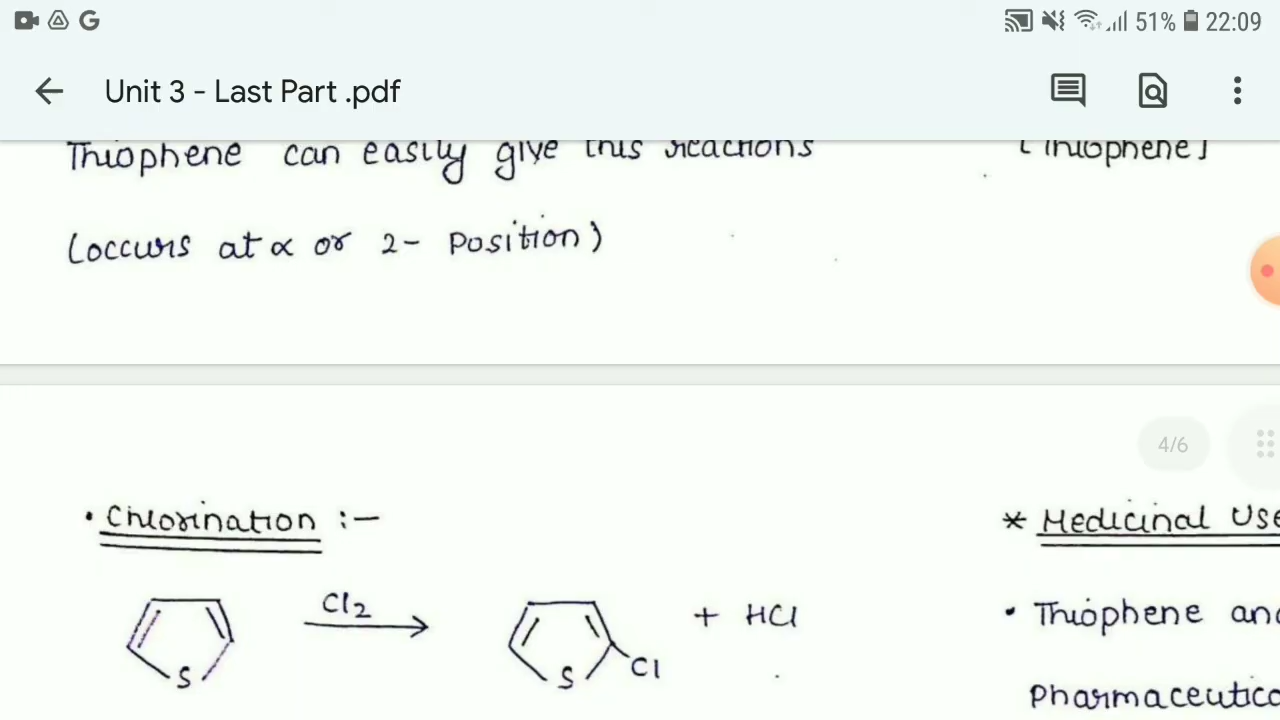 51% 22:09
Unit 3 - Last Part .pdf
Thiophene can easily give this reactions
[Thiophene]
(occurs at α or 2- Position)
4/6
• Chlorination :-
* Medicinal Use
Cl2
+ HCl
S
S
Cl
• Thiophene and
Pharmaceutica